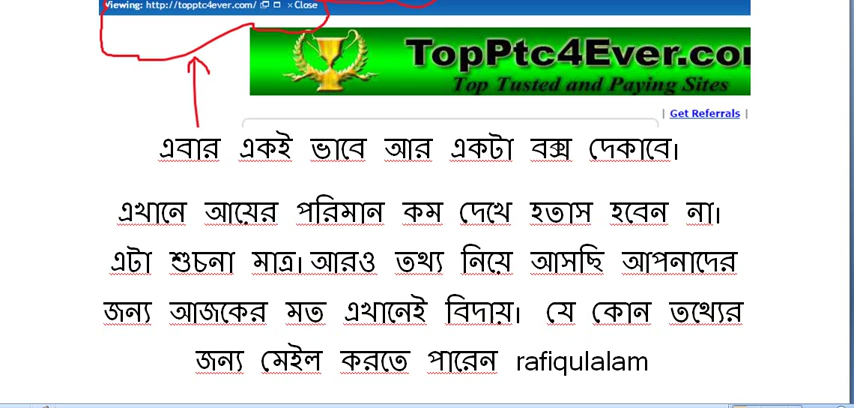 Viewing: http://topptc4ever.com/ × Close
TopPtc4Ever.co
Top Tusted and Paying Sites
| Get Referrals |
এবার একই ভাবে আর একটা বক্স দেকাবে।
এখানে আয়ের পরিমান কম দেখে হতাস হবেন না।
এটা শুচনা মাত্র। আরও তথ্য নিয়ে আসছি আপনাদের
জন্য আজকের মত এখানেই বিদায়। যে কোন তথ্যের
জন্য মেইল করতে পারেন rafiqulalam